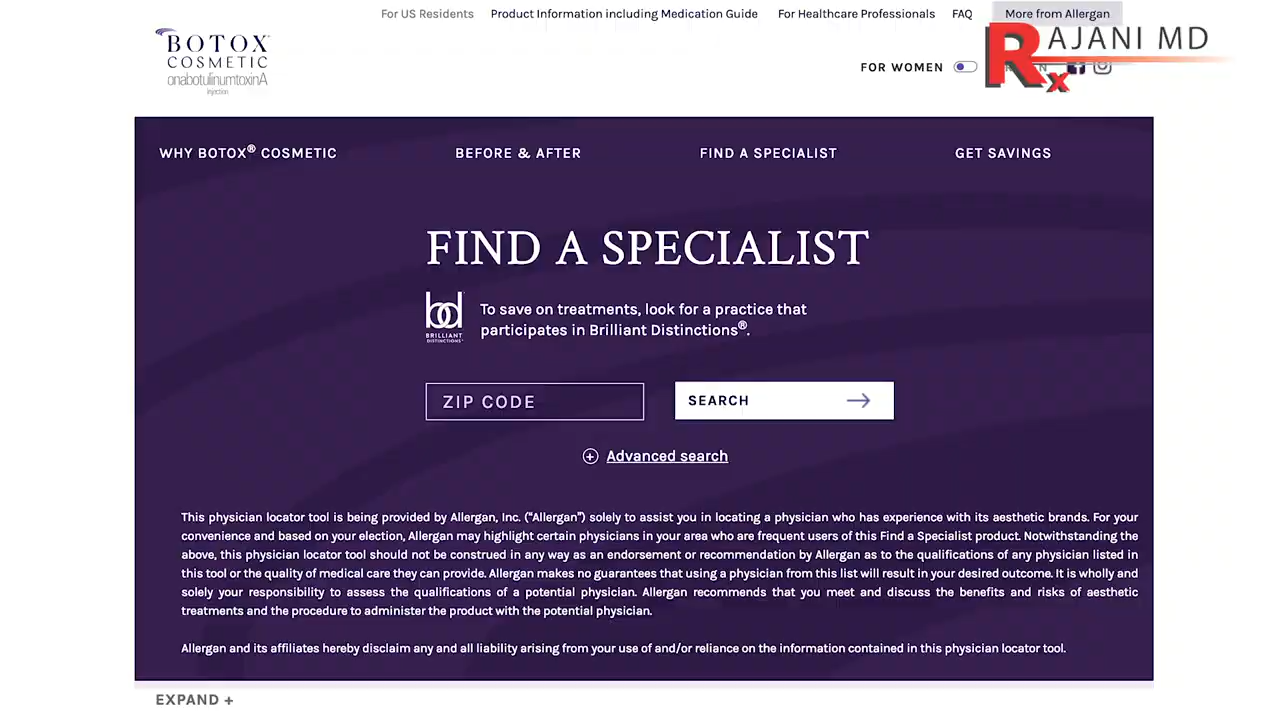 For US Residents Product Information including Medication Guide For Healthcare Professionals FAQ More from Allergan
RAJANI MD
Rx
BOTOX®
COSMETIC
onabotulinumtoxinA
injection
FOR WOMEN
WHY BOTOX® COSMETIC BEFORE & AFTER FIND A SPECIALIST GET SAVINGS
FIND A SPECIALIST
bd
BRILLIANT
DISTINCTIONS®
To save on treatments, look for a practice that
participates in Brilliant Distinctions®.
ZIP CODE SEARCH
Advanced search
This physician locator tool is being provided by Allergan, Inc. ("Allergan") solely to assist you in locating a physician who has experience with its aesthetic brands. For your
convenience and based on your election, Allergan may highlight certain physicians in your area who are frequent users of this Find a Specialist product. Notwithstanding the
above, this physician locator tool should not be construed in any way as an endorsement or recommendation by Allergan as to the qualifications of any physician listed in
this tool or the quality of medical care they can provide. Allergan makes no guarantees that using a physician from this list will result in your desired outcome. It is wholly and
solely your responsibility to assess the qualifications of a potential physician. Allergan recommends that you meet and discuss the benefits and risks of aesthetic
treatments and the procedure to administer the product with the potential physician.
Allergan and its affiliates hereby disclaim any and all liability arising from your use of and/or reliance on the information contained in this physician locator tool.
EXPAND +